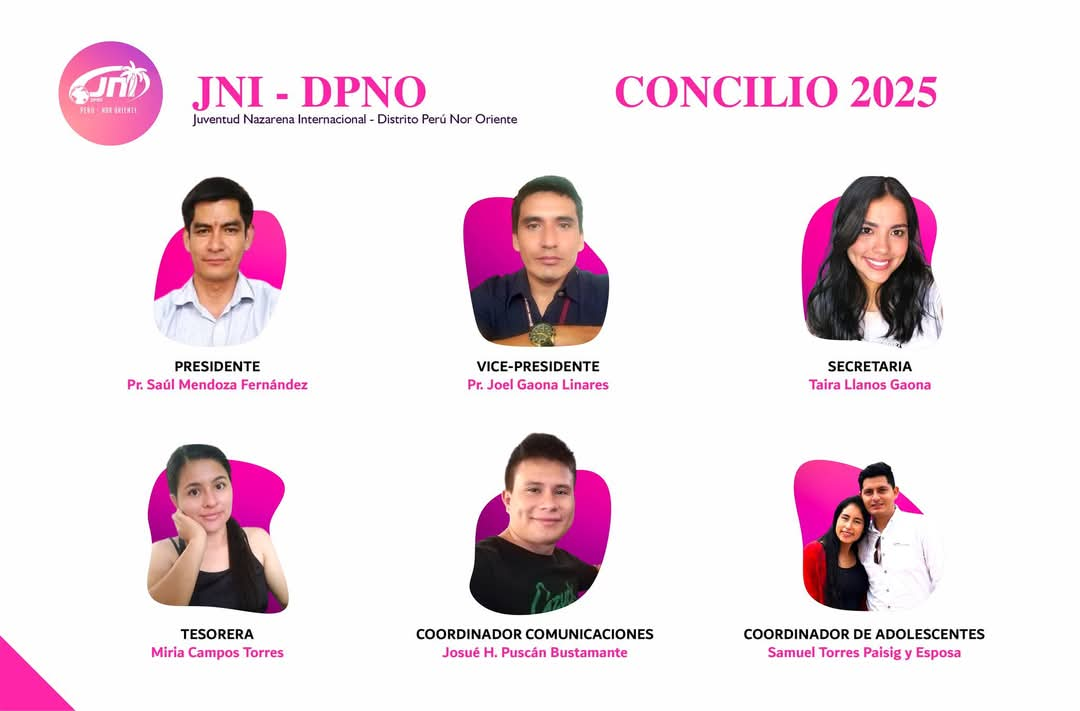 JNi
DPNO
PERÚ - NOR ORIENTE
JNI - DPNO
Juventud Nazarena Internacional - Distrito Perú Nor Oriente
CONCILIO 2025
PRESIDENTE
Pr. Saúl Mendoza Fernández
VICE-PRESIDENTE
Pr. Joel Gaona Linares
SECRETARIA
Taira Llanos Gaona
TESORERA
Miria Campos Torres
COORDINADOR COMUNICACIONES
Josué H. Puscán Bustamante
COORDINADOR DE ADOLESCENTES
Samuel Torres Paisig y Esposa